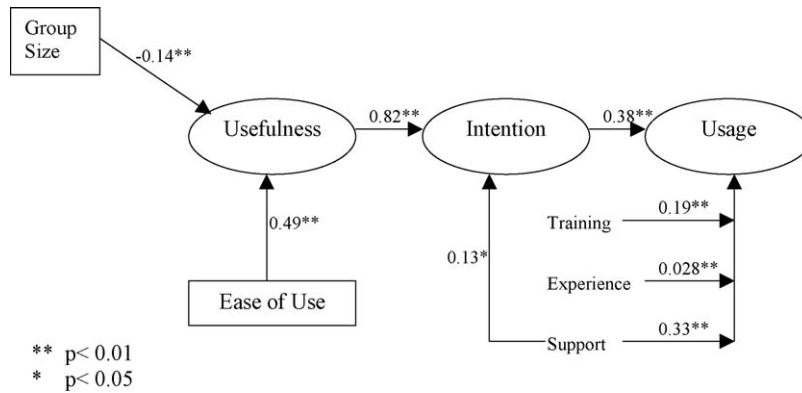 Group
Size
-0.14**
Usefulness
0.82**
Intention
0.38**
Usage
0.49**
Training
0.19**
0.13*
Experience
0.028**
Ease of Use
Support
0.33**
** p< 0.01
* p< 0.05